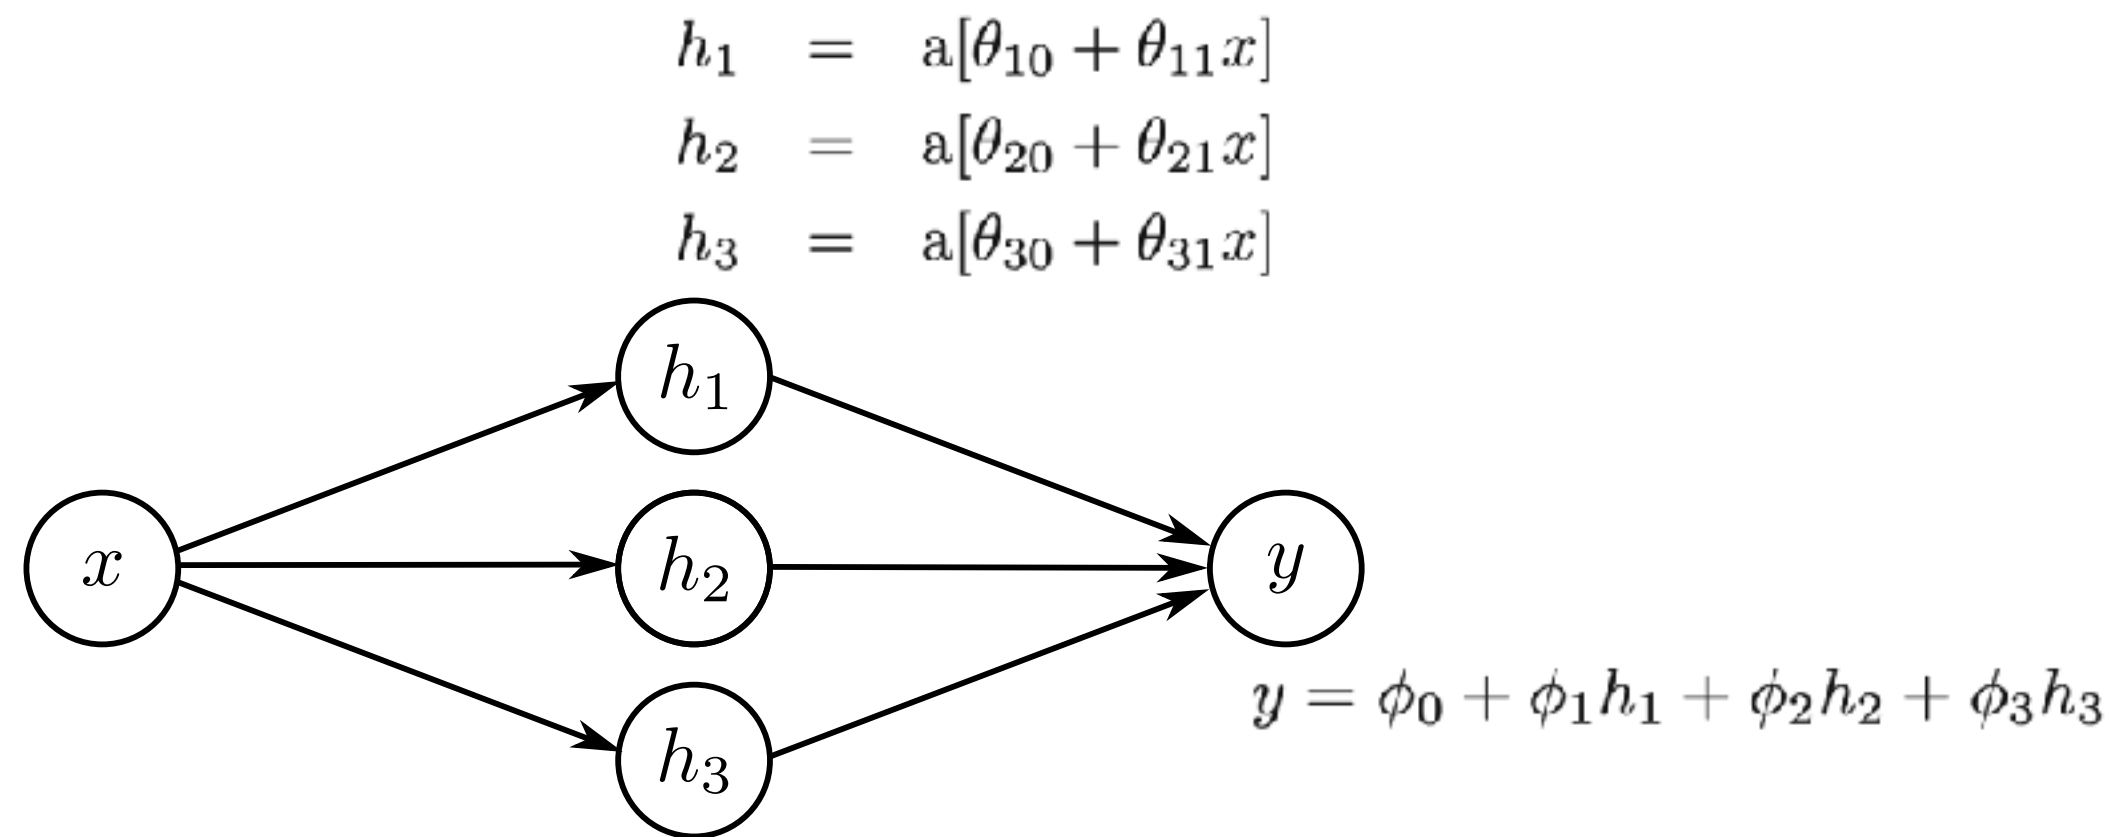 h₁ = a[θ₁₀ + θ₁₁x]
h₂ = a[θ₂₀ + θ₂₁x]
h₃ = a[θ₃₀ + θ₃₁x]
h₁
x
h₂
y
h₃
y = ϕ₀ + ϕ₁h₁ + ϕ₂h₂ + ϕ₃h₃